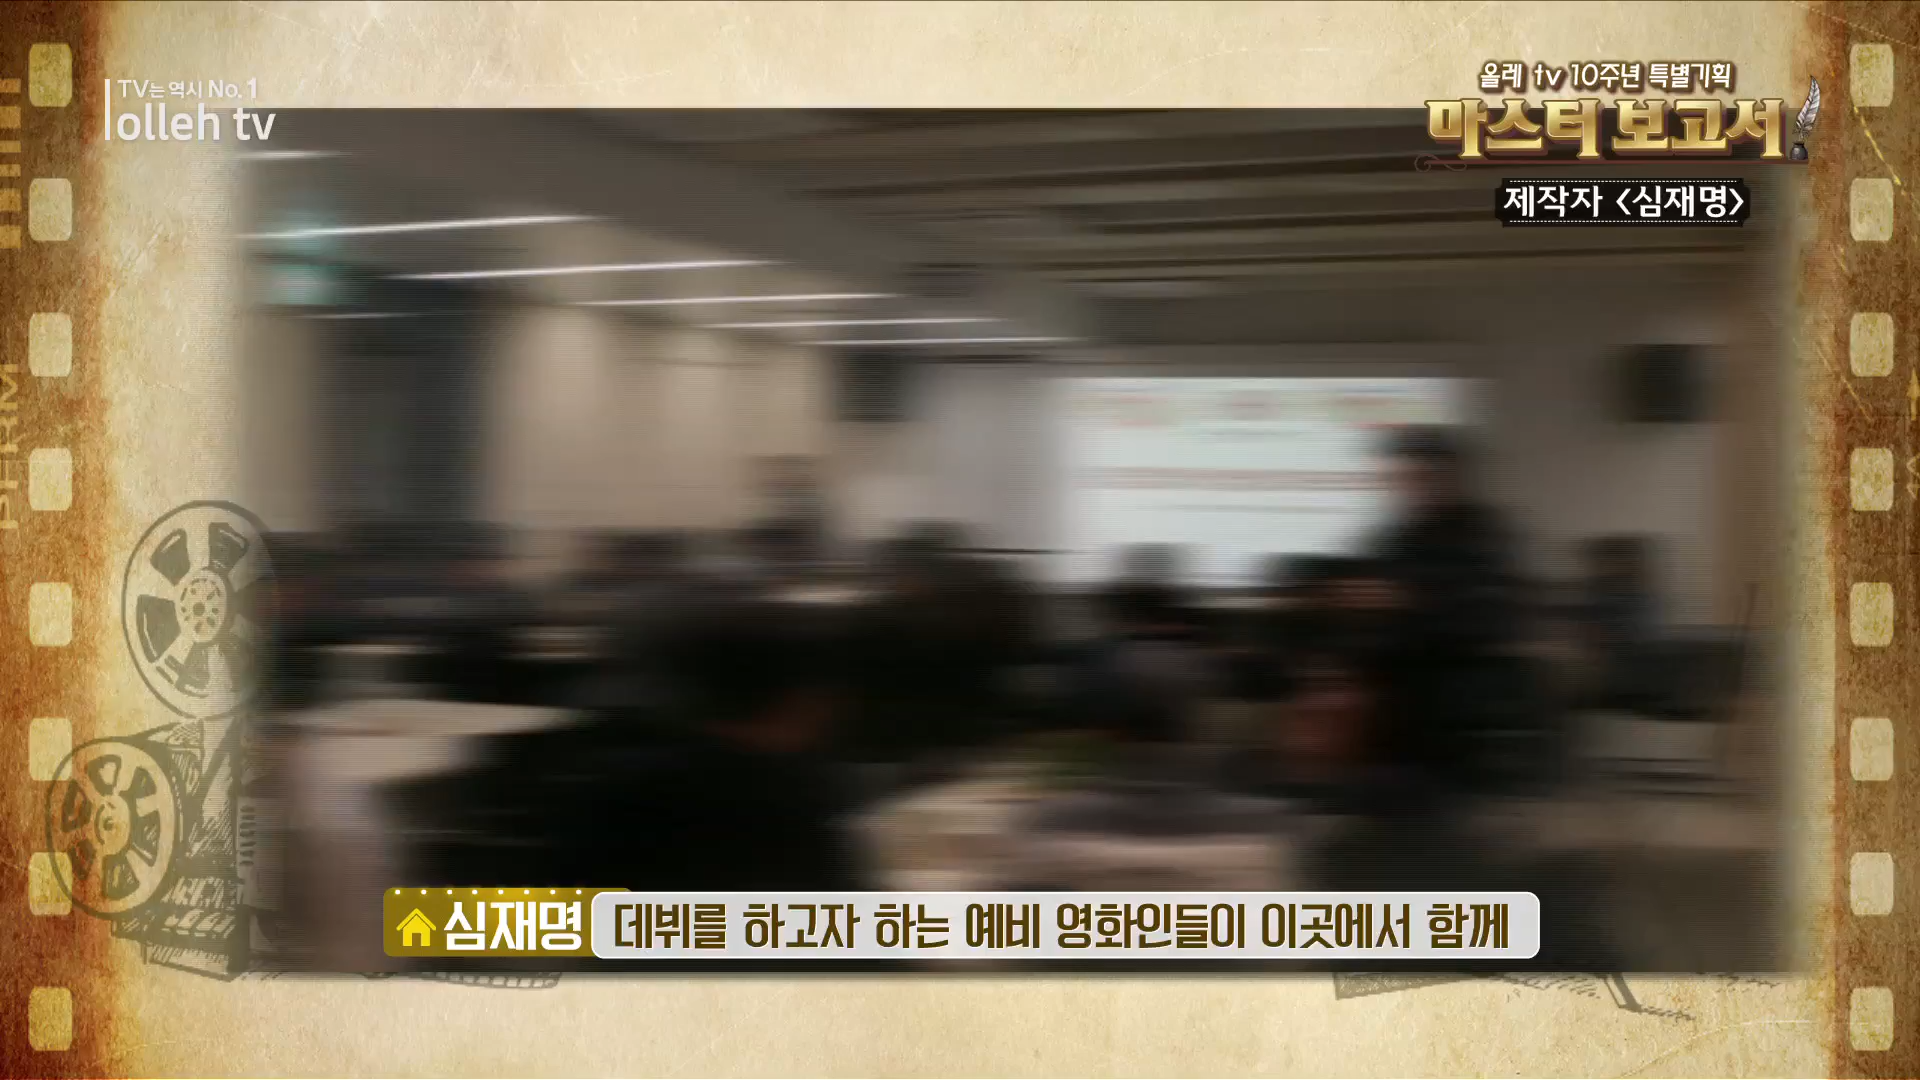 TV는 역시 No.1
olleh tv
올레 tv 10주년 특별기획
마스터 보고서
제작자 <심재명>
심재명 데뷔를 하고자 하는 예비 영화인들이 이곳에서 함께